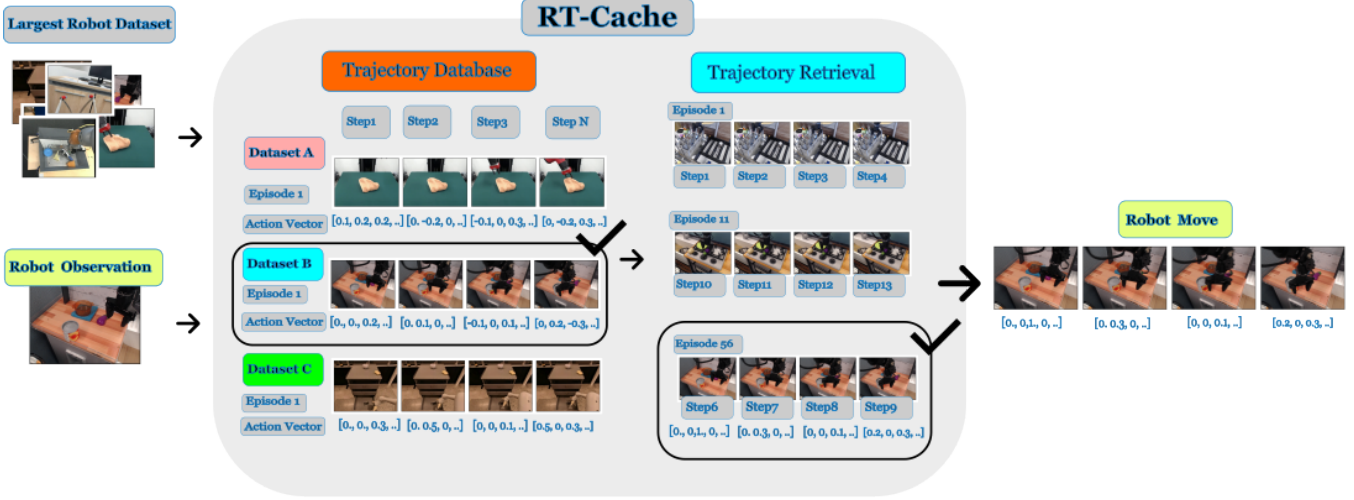 RT-Cache
Largest Robot Dataset
Trajectory Database
Trajectory Retrieval
Step1 Step2 Step3 Step N
Dataset A
Episode 1
Action Vector [0.1, 0.2, 0.2, ..] [0. -0.2, 0, ..] [-0.1, 0, 0.3, ..] [0, -0.2, 0.3, ..]
Robot Observation
Dataset B
Episode 1
Action Vector [0., 0., 0.2, ..] [0. 0.1, 0, ..] [-0.1, 0, 0.1, ..] [0, 0.2, -0.3, ..]
Dataset C
Episode 1
Action Vector [0., 0., 0.3, ..] [0. 0.5, 0, ..] [0, 0, 0.1, ..] [0.5, 0, 0.3, ..]
Episode 1
Step1 Step2 Step3 Step4
Episode 11
Step10 Step11 Step12 Step13
Episode 56
Step6 Step7 Step8 Step9
[0., 0,1., 0, ..] [0. 0.3, 0, ..] [0, 0, 0.1, ..] [0.2, 0, 0.3, ..]
Robot Move
[0., 0,1., 0, ..] [0. 0.3, 0, ..] [0, 0, 0.1, ..] [0.2, 0, 0.3, ..]